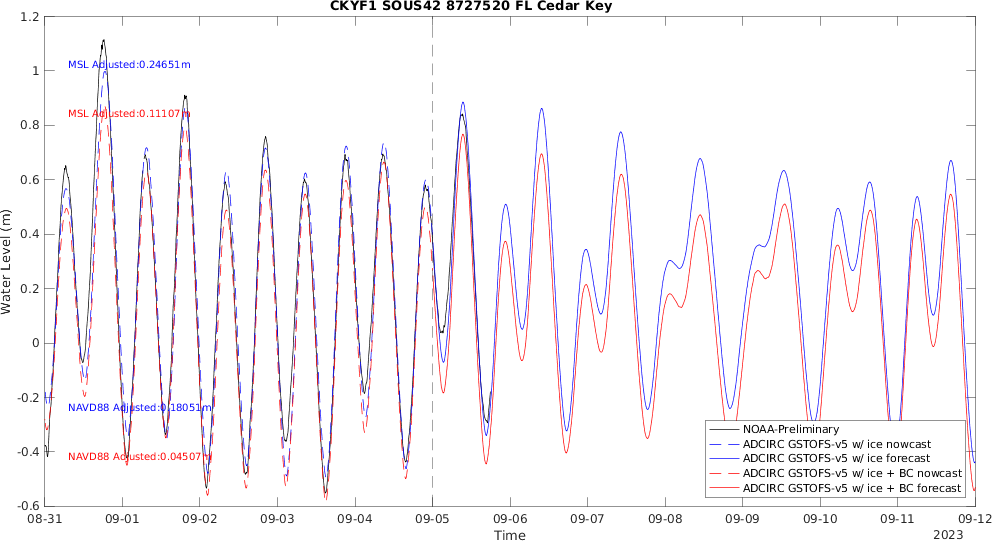 CKYF1 SOUS42 8727520 FL Cedar Key
1.2
1
0.8
0.6
0.4
0.2
0
-0.2
-0.4
-0.6
Water Level (m)
MSL Adjusted:0.24651m
MSL Adjusted:0.11107m
NAVD88 Adjusted:0.18051m
NAVD88 Adjusted:0.04507m
NOAA-Preliminary
ADCIRC GSTOFS-v5 w/ ice nowcast
ADCIRC GSTOFS-v5 w/ ice forecast
ADCIRC GSTOFS-v5 w/ ice + BC nowcast
ADCIRC GSTOFS-v5 w/ ice + BC forecast
08-31 09-01 09-02 09-03 09-04 09-05 09-06 09-07 09-08 09-09 09-10 09-11 09-12
Time
2023